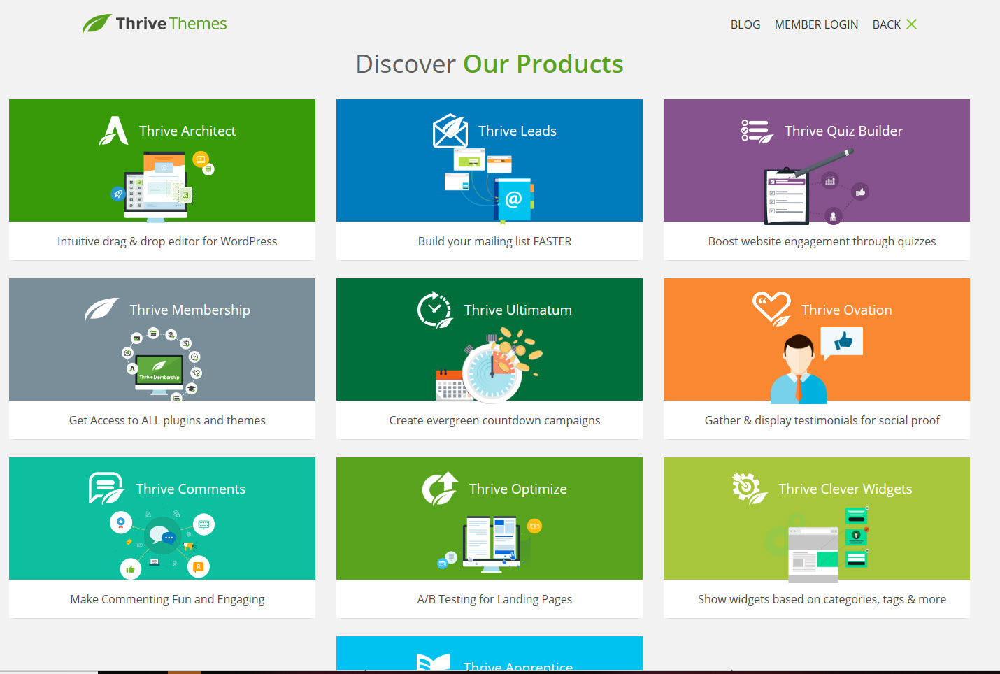 Thrive Themes
BLOG MEMBER LOGIN BACK
Discover Our Products
Thrive Architect
Intuitive drag & drop editor for WordPress
Thrive Leads
@
Build your mailing list FASTER
Thrive Quiz Builder
Boost website engagement through quizzes
Thrive Membership
Thrive Membership
Get Access to ALL plugins and themes
Thrive Ultimatum
Create evergreen countdown campaigns
Thrive Ovation
Gather & display testimonials for social proof
Thrive Comments
Make Commenting Fun and Engaging
Thrive Optimize
A/B Testing for Landing Pages
Thrive Clever Widgets
Show widgets based on categories, tags & more
Thrive Apprentice